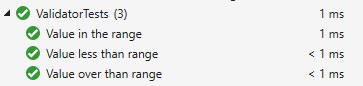 ValidatorTests (3) 1 ms
Value in the range 1 ms
Value less than range < 1 ms
Value over than range < 1 ms